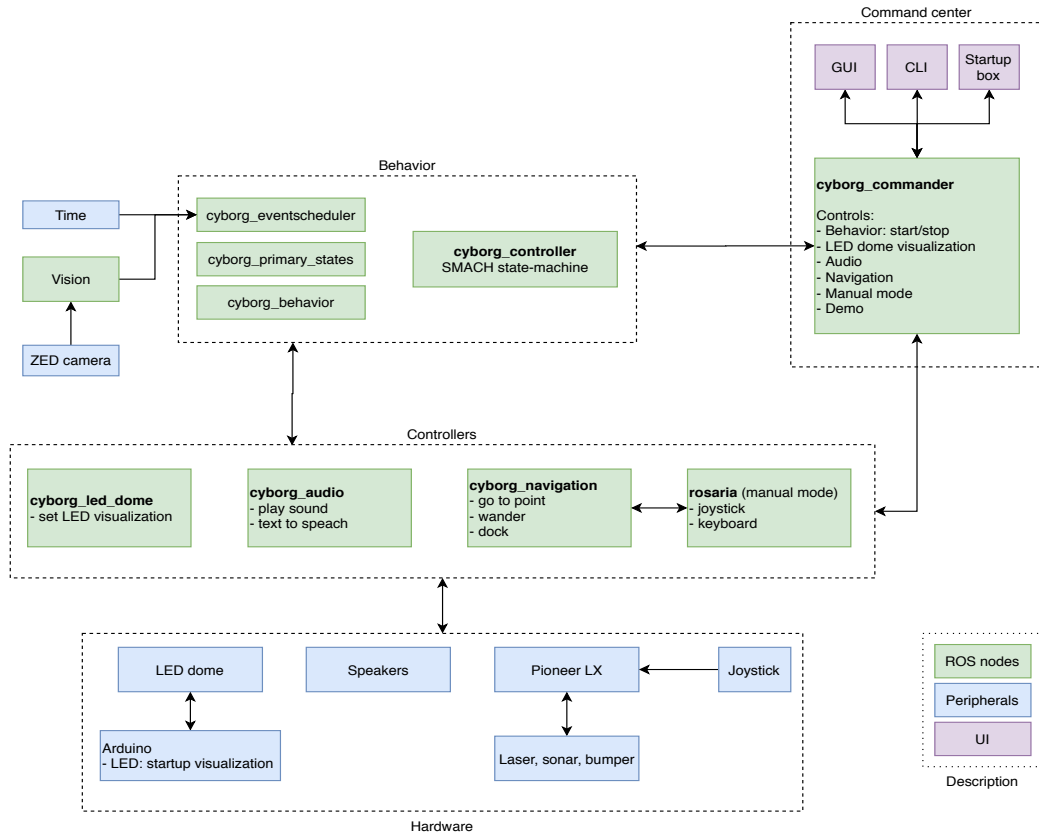 Command center
GUI
CLI
Startup
box
cyborg_commander
Controls:
- Behavior: start/stop
- LED dome visualization
- Audio
- Navigation
- Manual mode
- Demo
Behavior
cyborg_eventscheduler
cyborg_primary_states
cyborg_behavior
cyborg_controller
SMACH state-machine
Time
Vision
ZED camera
Controllers
cyborg_led_dome
- set LED visualization
cyborg_audio
- play sound
- text to speach
cyborg_navigation
- go to point
- wander
- dock
rosaria (manual mode)
- joystick
- keyboard
LED dome
Speakers
Pioneer LX
Joystick
Arduino
- LED: startup visualization
Laser, sonar, bumper
Hardware
ROS nodes
Peripherals
UI
Description